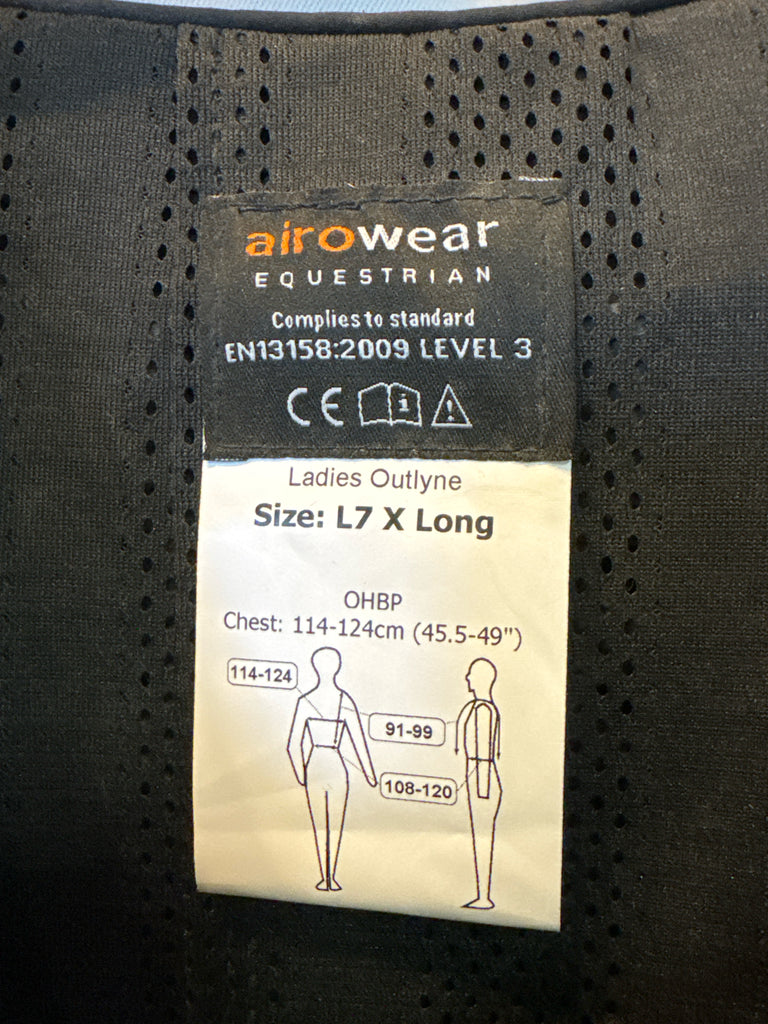 airowear
EQUESTRIAN
Complies to standard
EN13158:2009 LEVEL 3
CE i !
Ladies Outlyne
Size: L7 X Long
OHBP
Chest: 114-124cm (45.5-49")
114-124
91-99
108-120